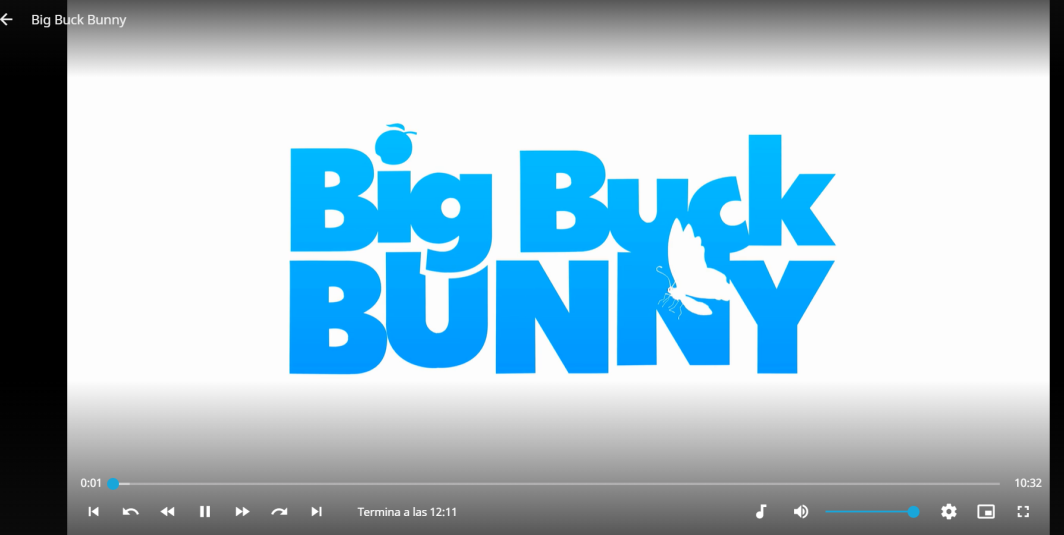 Big Buck Bunny
Big Buck
BUNNY
0:01
10:32
Termina a las 12:11